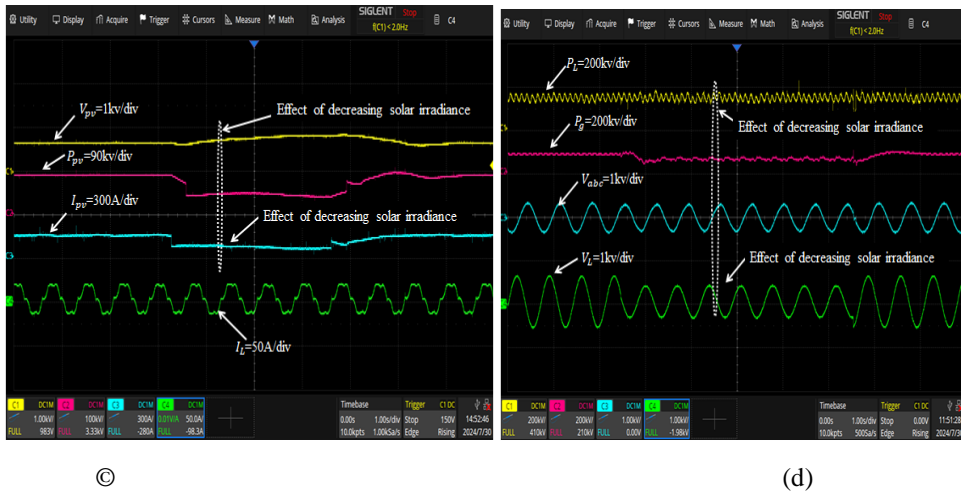 Utility Display Acquire Trigger Cursors Measure Math Analysis SIGLENT Stop f(C1) < 2.0Hz C4
Effect of decreasing solar irradiance
Vpv=1kv/div
Ppv=90kv/div
Ipv=300A/div
Effect of decreasing solar irradiance
IL=50A/div
C1 DC1M C2 DC1M C3 DC1M C4 DC1M Timebase Trigger C1 DC
1.00kV/ 100kV/ 300A/ 0.01V/A 50.0A/ 0.00s 1.00s/div Stop 150V 14:52:46
FULL 983V FULL 3.33kV FULL -280A FULL -98.3A 10.0kpts 1.00kSa/s Edge Rising 2024/7/30
©
Utility Display Acquire Trigger Cursors Measure Math Analysis SIGLENT Stop f(C1) < 2.0Hz C4
PL=200kv/div
Effect of decreasing solar irradiance
Pg=200kv/div
Vabc=1kv/div
VL=1kv/div
Effect of decreasing solar irradiance
C1 DC1M C2 DC1M C3 DC1M C4 DC1M Timebase Trigger C1 DC
200kV/ 200kV/ 1.00kV/ 1.00kV/ 0.00s 1.00s/div Stop 0.00V 11:51:28
FULL 410kV FULL 210kV FULL 0.00V FULL -1.98kV 10.0kpts 500Sa/s Edge Rising 2024/7/30
(d)